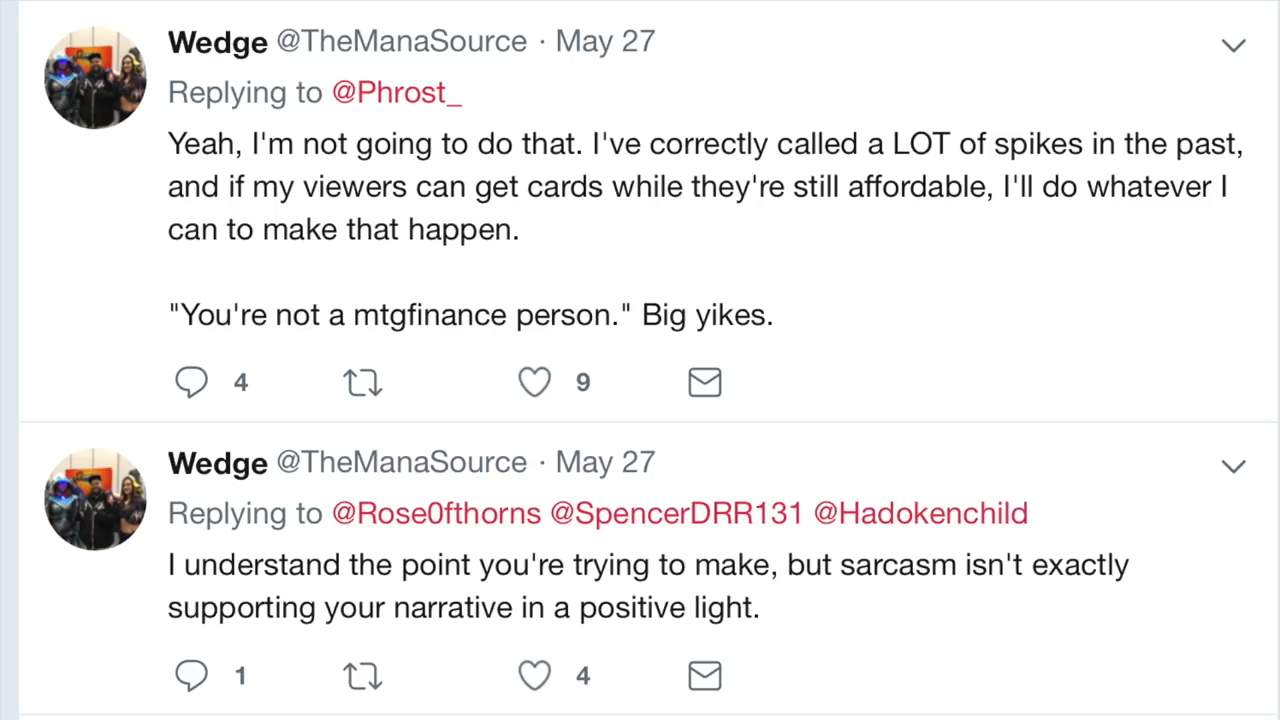 Wedge @TheManaSource · May 27
Replying to @Phrost_
Yeah, I'm not going to do that. I've correctly called a LOT of spikes in the past,
and if my viewers can get cards while they're still affordable, I'll do whatever I
can to make that happen.
"You're not a mtgfinance person." Big yikes.
4 9
Wedge @TheManaSource · May 27
Replying to @Rose0fthorns @SpencerDRR131 @Hadokenchild
I understand the point you're trying to make, but sarcasm isn't exactly
supporting your narrative in a positive light.
1 4